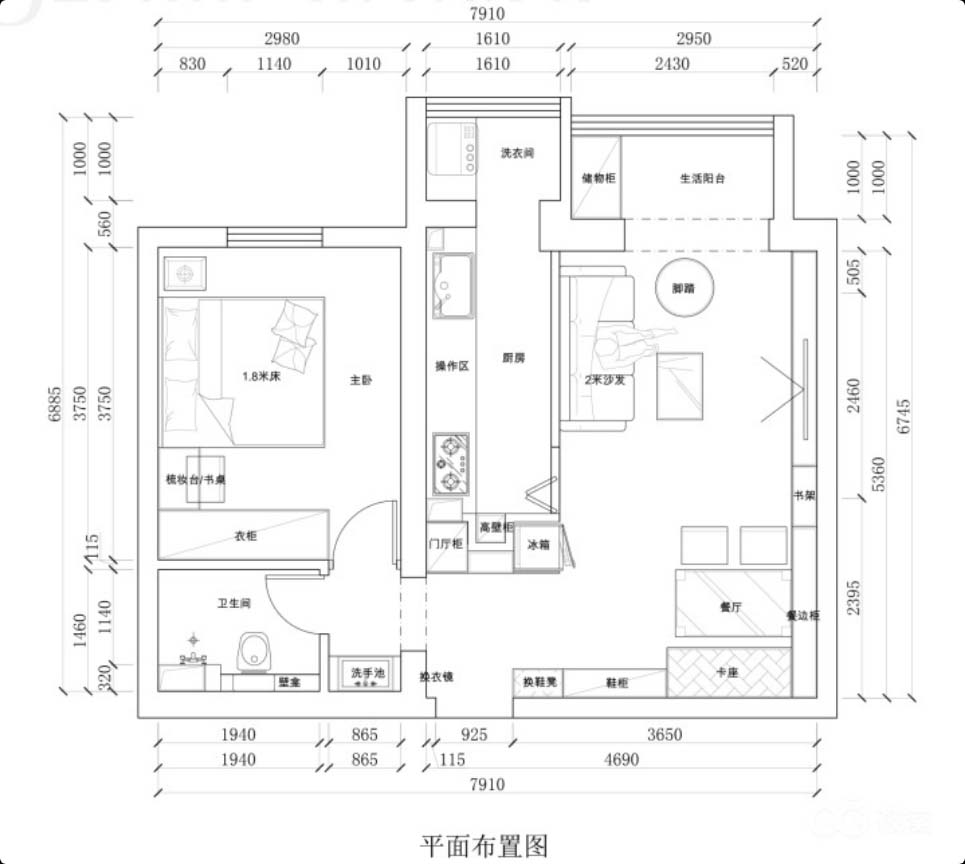 7910
2980 1610 2950
830 1140 1010 1610 2430 520
1000 1000
560
6885 3750 3750
115
1460 1140
320
洗衣间
储物柜
生活阳台
1000 1000
505
脚踏
厨房
操作区
1.8米床
主卧
2米沙发
2460
6745
5360
梳妆台/书桌
书架
衣柜
高壁柜
门厅柜
冰箱
卫生间
餐厅
餐边柜
2395
洗手池
换衣镜
壁龛
换鞋凳
鞋柜
卡座
1940 865 925 3650
1940 865 115 4690
7910
平面布置图